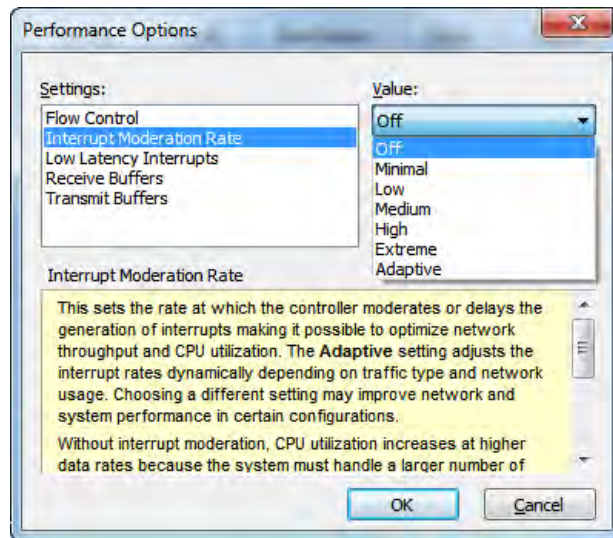 Performance Options
Settings:
Value:
Flow Control
Interrupt Moderation Rate
Low Latency Interrupts
Receive Buffers
Transmit Buffers
Off
Off
Minimal
Low
Medium
High
Extreme
Adaptive
Interrupt Moderation Rate
This sets the rate at which the controller moderates or delays the
generation of interrupts making it possible to optimize network
throughput and CPU utilization. The Adaptive setting adjusts the
interrupt rates dynamically depending on traffic type and network
usage. Choosing a different setting may improve network and
system performance in certain configurations.
Without interrupt moderation, CPU utilization increases at higher
data rates because the system must handle a larger number of
OK
Cancel